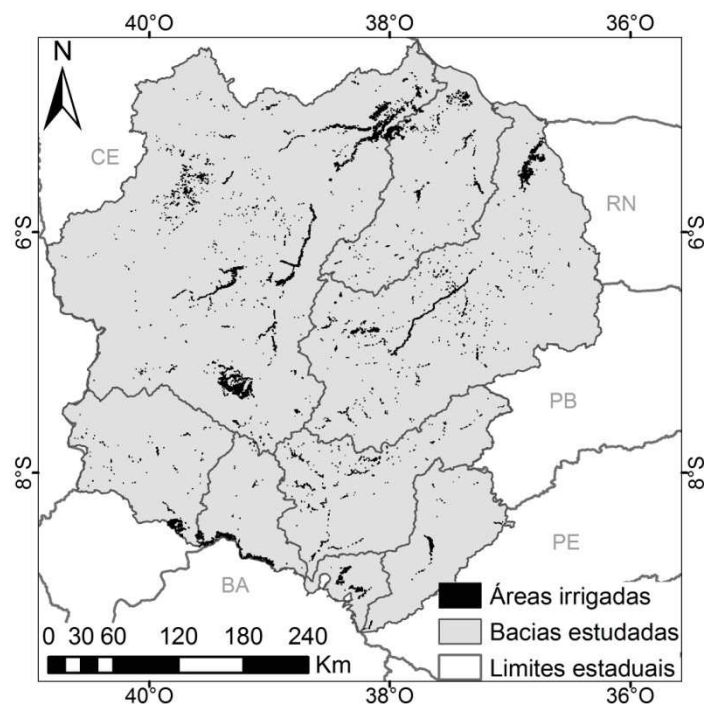 40°O 38°O 36°O
N
CE
RN
6°S 6°S
PB
8°S 8°S
PE
BA
Áreas irrigadas
Bacias estudadas
Limites estaduais
0 30 60 120 180 240
Km
40°O 38°O 36°O